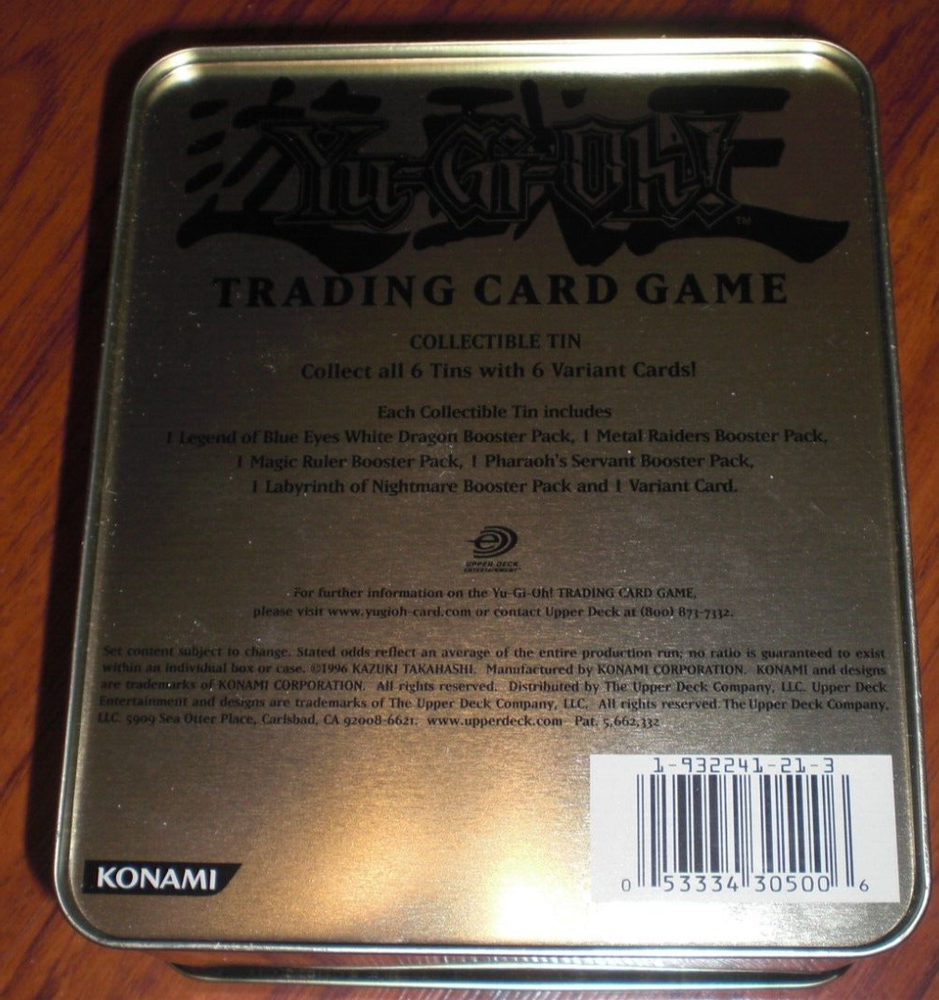 遊戯王
Yu-Gi-Oh!
TM
TRADING CARD GAME
COLLECTIBLE TIN
Collect all 6 Tins with 6 Variant Cards!
Each Collectible Tin includes
1 Legend of Blue Eyes White Dragon Booster Pack, 1 Metal Raiders Booster Pack,
1 Magic Ruler Booster Pack, 1 Pharaoh's Servant Booster Pack,
1 Labyrinth of Nightmare Booster Pack and 1 Variant Card.
e
UPPER DECK
ENTERTAINMENT
For further information on the Yu-Gi-Oh! TRADING CARD GAME,
please visit www.yugioh-card.com or contact Upper Deck at (800) 873-7332.
Set content subject to change. Stated odds reflect an average of the entire production run; no ratio is guaranteed to exist
within an individual box or case. ©1996 KAZUKI TAKAHASHI. Manufactured by KONAMI CORPORATION. KONAMI and designs
are trademarks of KONAMI CORPORATION. All rights reserved. Distributed by The Upper Deck Company, LLC. Upper Deck
Entertainment and designs are trademarks of The Upper Deck Company, LLC. All rights reserved. The Upper Deck Company,
LLC. 5909 Sea Otter Place, Carlsbad, CA 92008-6621. www.upperdeck.com Pat. 5,662,332
1-932241-21-3
0 53334 30500 6
KONAMI